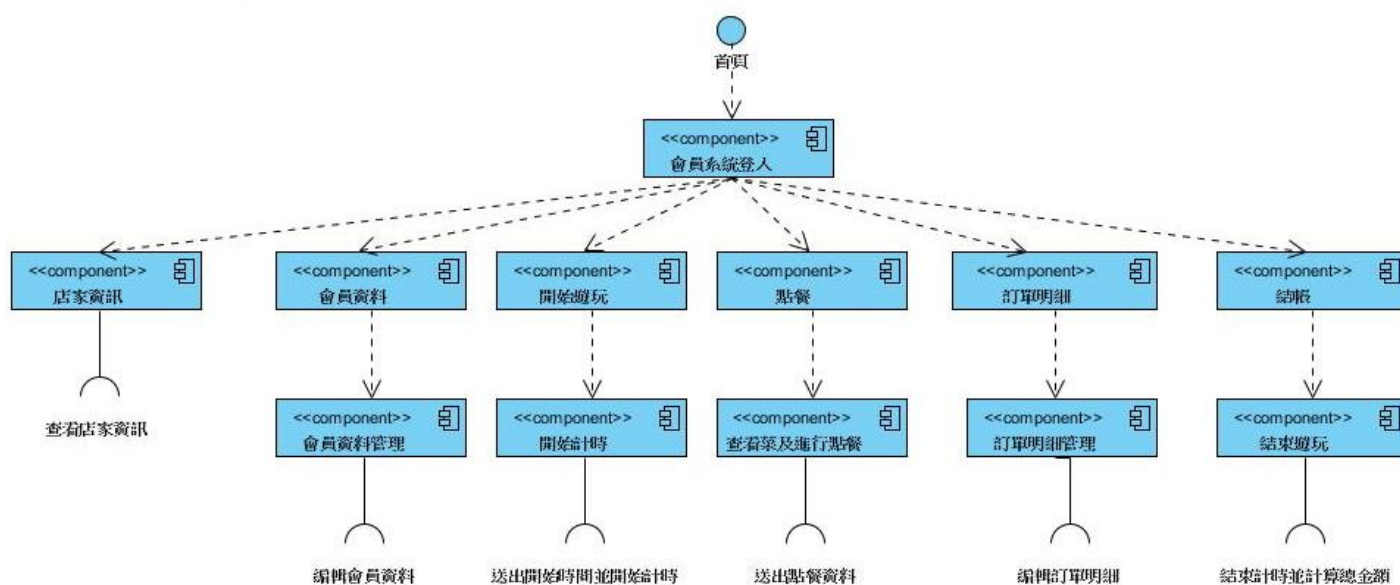 首頁
<<component>>
會員系統登入
<<component>>
店家資訊
<<component>>
會員資料
<<component>>
開始遊玩
<<component>>
點餐
<<component>>
訂單明細
<<component>>
結帳
查看店家資訊
<<component>>
會員資料管理
<<component>>
開始計時
<<component>>
查看菜及進行點餐
<<component>>
訂單明細管理
<<component>>
結束遊玩
編輯會員資料
送出開始時間並開始計時
送出點餐資料
編輯訂單明細
結束計時並計算總金額